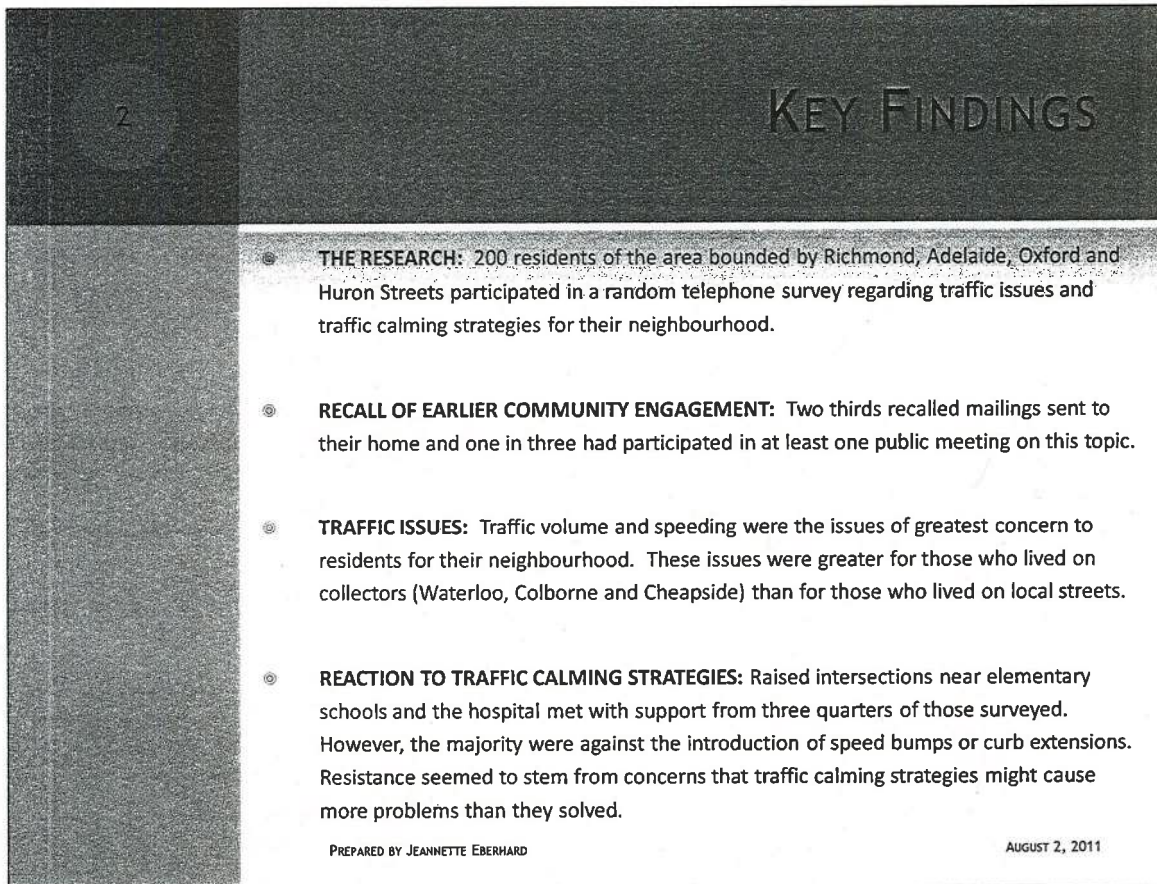 2
KEY FINDINGS
THE RESEARCH: 200 residents of the area bounded by Richmond, Adelaide, Oxford and
Huron Streets participated in a random telephone survey regarding traffic issues and
traffic calming strategies for their neighbourhood.
RECALL OF EARLIER COMMUNITY ENGAGEMENT: Two thirds recalled mailings sent to
their home and one in three had participated in at least one public meeting on this topic.
TRAFFIC ISSUES: Traffic volume and speeding were the issues of greatest concern to
residents for their neighbourhood. These issues were greater for those who lived on
collectors (Waterloo, Colborne and Cheapside) than for those who lived on local streets.
REACTION TO TRAFFIC CALMING STRATEGIES: Raised intersections near elementary
schools and the hospital met with support from three quarters of those surveyed.
However, the majority were against the introduction of speed bumps or curb extensions.
Resistance seemed to stem from concerns that traffic calming strategies might cause
more problems than they solved.
PREPARED BY JEANNETTE EBERHARD
AUGUST 2, 2011